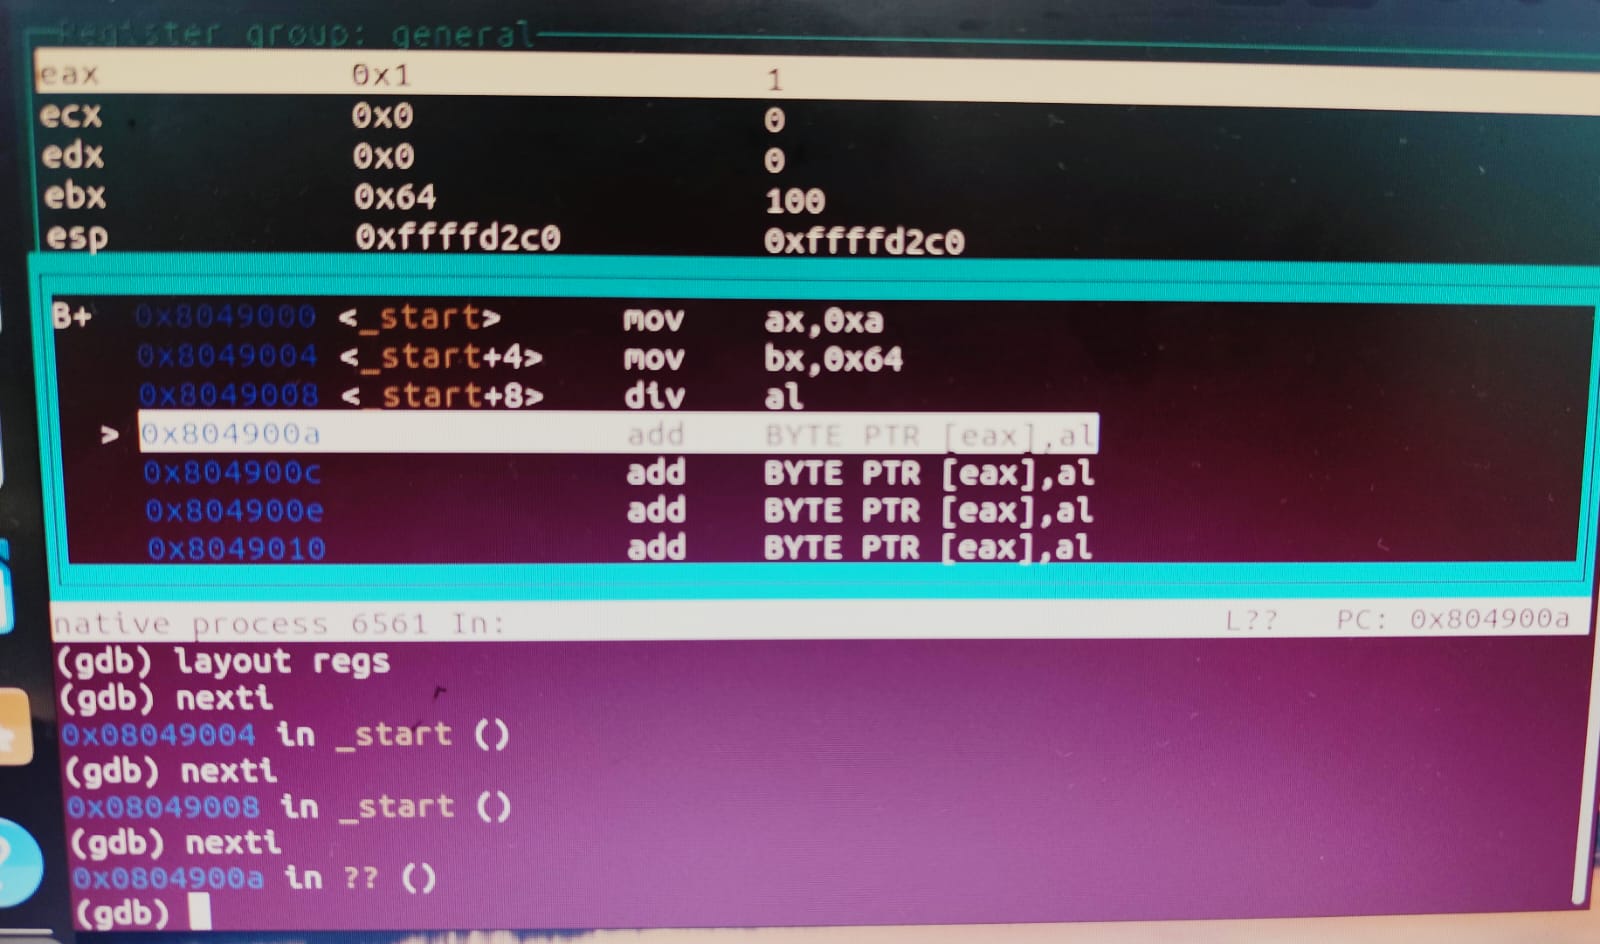 Register group: general
eax 0x1 1
ecx 0x0 0
edx 0x0 0
ebx 0x64 100
esp 0xffffd2c0 0xffffd2c0
B+ 0x8049000 <_start> mov ax,0xa
0x8049004 <_start+4> mov bx,0x64
0x8049008 <_start+8> div al
> 0x804900a add BYTE PTR [eax],al
0x804900c add BYTE PTR [eax],al
0x804900e add BYTE PTR [eax],al
0x8049010 add BYTE PTR [eax],al
native process 6561 In: L?? PC: 0x804900a
(gdb) layout regs
(gdb) nexti
0x08049004 in _start ()
(gdb) nexti
0x08049008 in _start ()
(gdb) nexti
0x0804900a in ?? ()
(gdb)